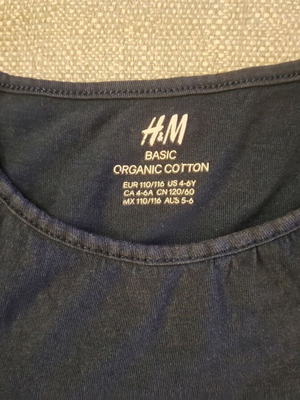 H&M
BASIC
ORGANIC COTTON
EUR 110/116 US 4-6Y
CA 4-6A CN 120/60
MX 110/116 AUS 5-6